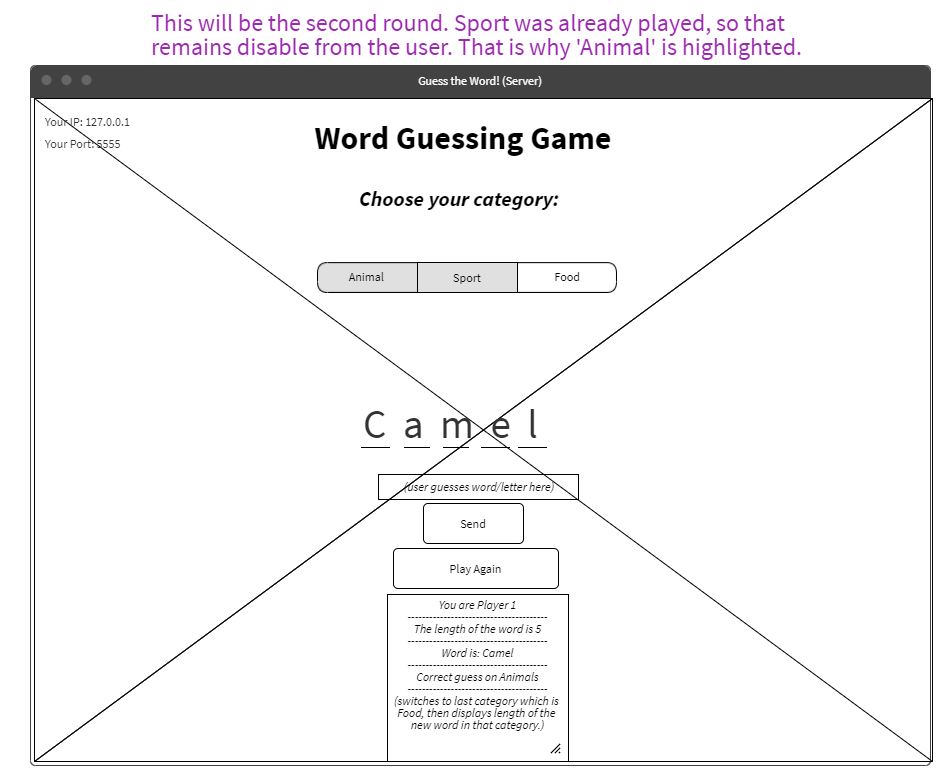 This will be the second round. Sport was already played, so that
remains disable from the user. That is why 'Animal' is highlighted.
Guess the Word! (Server)
Your IP: 127.0.0.1
Your Port: 5555
Word Guessing Game
Choose your category:
Animal Sport Food
C a m e l
(user guesses word/letter here)
Send
Play Again
You are Player 1
The length of the word is 5
Word is: Camel
Correct guess on Animals
(switches to last category which is
Food, then displays length of the
new word in that category.)